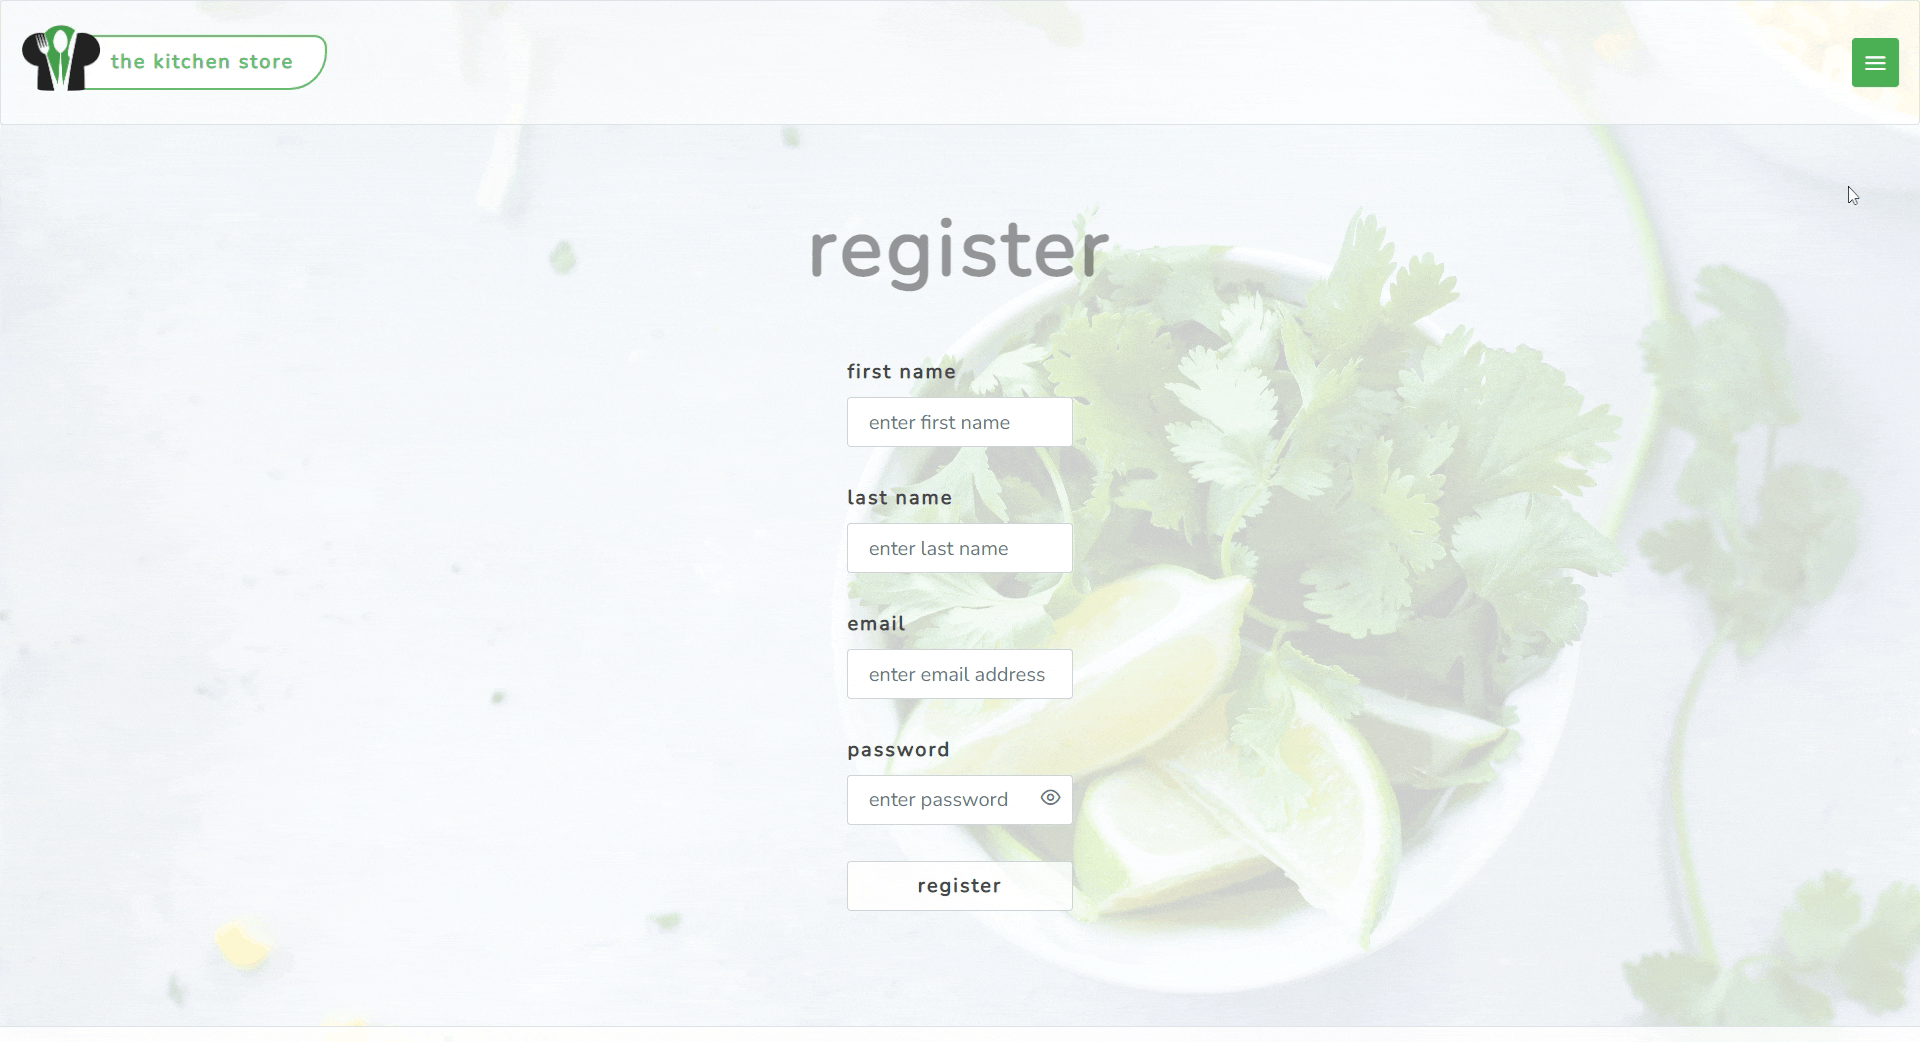 the kitchen store
register
first name
enter first name
last name
enter last name
email
enter email address
password
enter password
register